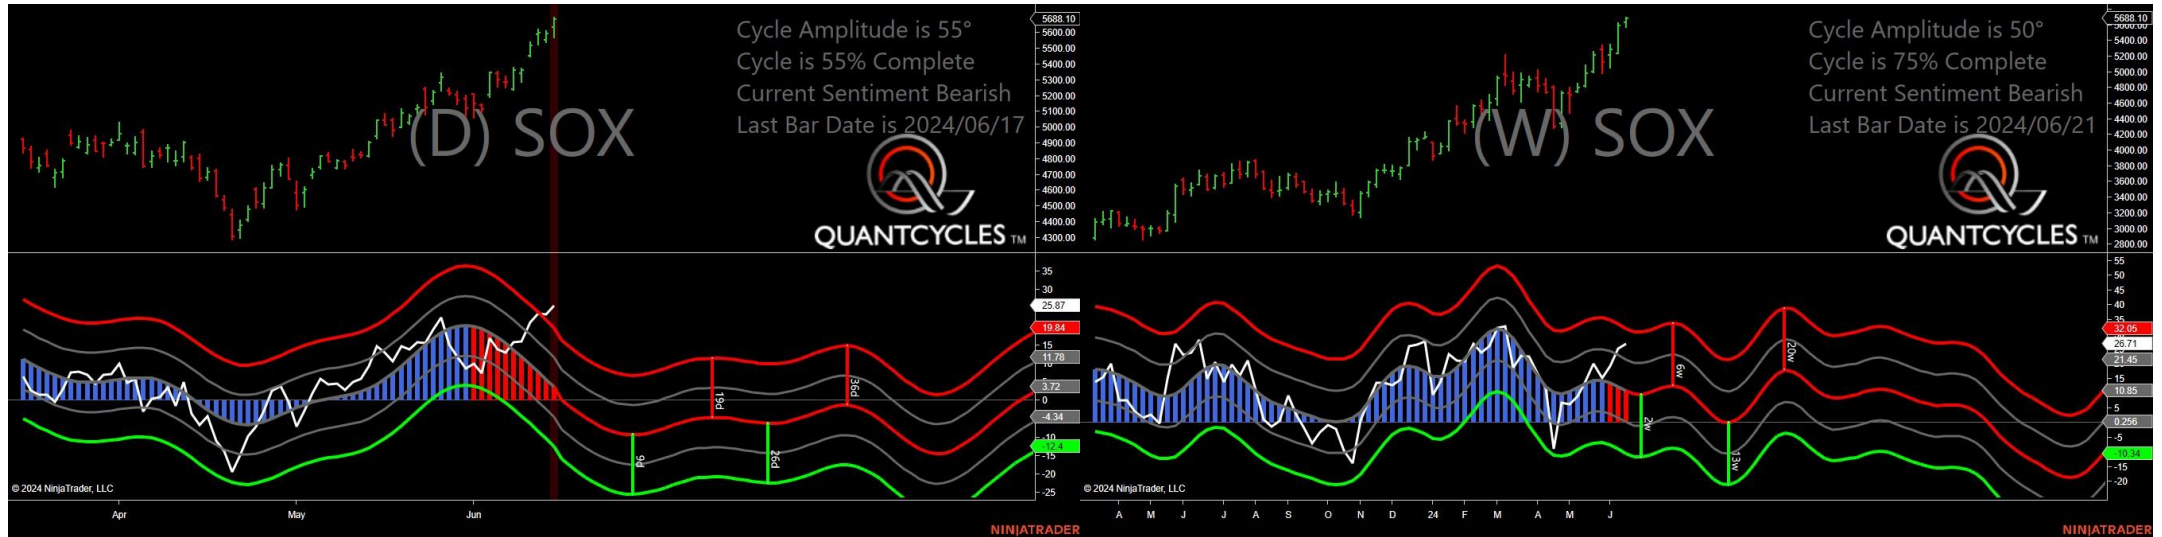 Cycle Amplitude is 55°
Cycle is 55% Complete
Current Sentiment Bearish
Last Bar Date is 2024/06/17
(D) SOX
QUANTCYCLES TM
5688.10
5600.00
5400.00
5300.00
5200.00
5100.00
5000.00
4900.00
4800.00
4700.00
4600.00
4500.00
4400.00
4300.00
35
30
25.87
19.84
15
11.78
5
3.72
0
-4.34
-10
-12.4
-15
-20
-25
9d
19d
26d
36d
© 2024 NinjaTrader, LLC
Apr May Jun
NINJATRADER
Cycle Amplitude is 50°
Cycle is 75% Complete
Current Sentiment Bearish
Last Bar Date is 2024/06/21
(W) SOX
QUANTCYCLES TM
5688.10
5600.00
5400.00
5200.00
5000.00
4800.00
4600.00
4400.00
4200.00
4000.00
3800.00
3600.00
3400.00
3200.00
3000.00
2800.00
55
50
45
40
35
32.05
26.71
21.45
15
10.85
5
0.256
-5
-10.34
-15
-20
2w
6w
13w
20w
© 2024 NinjaTrader, LLC
A M J J A S O N D 24 F M A M J
NINJATRADER